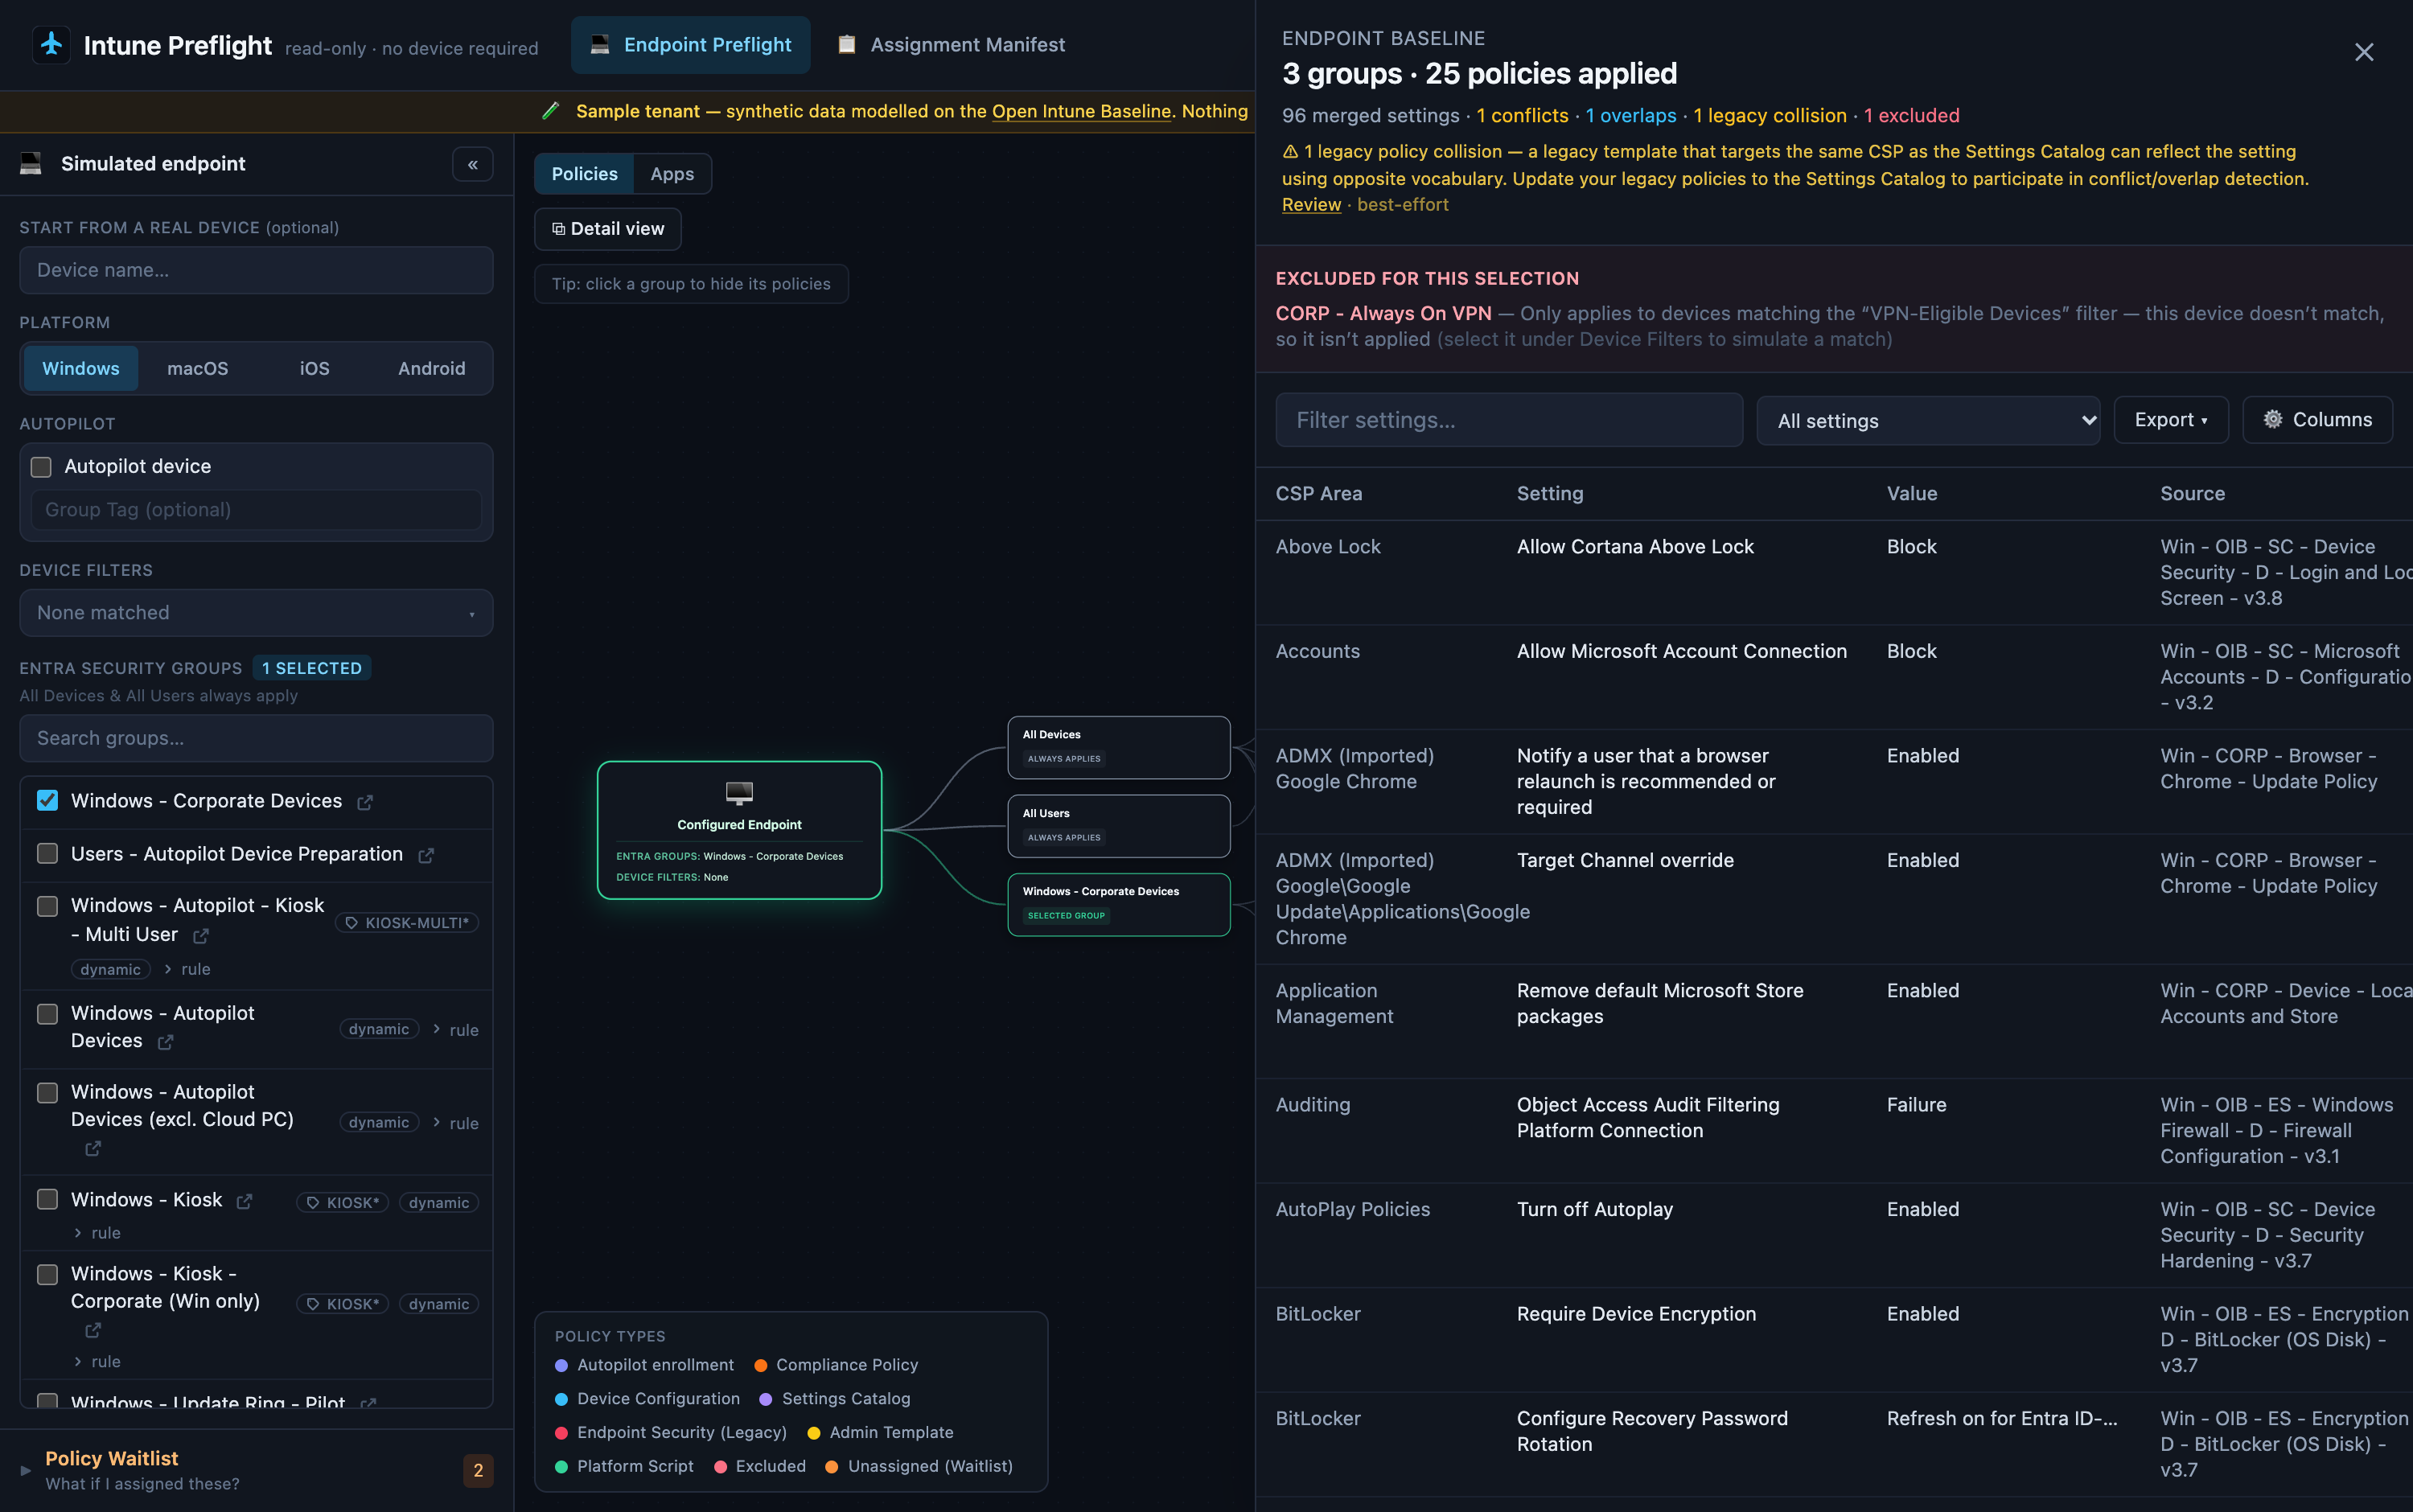 Intune Preflight read-only · no device required
Endpoint Preflight
Assignment Manifest
Sample tenant — synthetic data modelled on the Open Intune Baseline. Nothing
Simulated endpoint
«
START FROM A REAL DEVICE (optional)
Device name...
PLATFORM
Windows macOS iOS Android
AUTOPILOT
Autopilot device
Group Tag (optional)
DEVICE FILTERS
None matched
ENTRA SECURITY GROUPS 1 SELECTED
All Devices & All Users always apply
Search groups...
Windows - Corporate Devices
Users - Autopilot Device Preparation
Windows - Autopilot - Kiosk
- Multi User
KIOSK-MULTI*
dynamic › rule
Windows - Autopilot
Devices
dynamic › rule
Windows - Autopilot
Devices (excl. Cloud PC)
dynamic › rule
Windows - Kiosk
KIOSK* dynamic
› rule
Windows - Kiosk -
Corporate (Win only)
KIOSK* dynamic
› rule
Windows - Update Ring - Pilot
Policy Waitlist
What if I assigned these?
2
Policies Apps
Detail view
Tip: click a group to hide its policies
Configured Endpoint
ENTRA GROUPS: Windows - Corporate Devices
DEVICE FILTERS: None
All Devices
ALWAYS APPLIES
All Users
ALWAYS APPLIES
Windows - Corporate Devices
SELECTED GROUP
POLICY TYPES
Autopilot enrollment Compliance Policy
Device Configuration Settings Catalog
Endpoint Security (Legacy) Admin Template
Platform Script Excluded Unassigned (Waitlist)
ENDPOINT BASELINE
3 groups · 25 policies applied
96 merged settings · 1 conflicts · 1 overlaps · 1 legacy collision · 1 excluded
⚠ 1 legacy policy collision — a legacy template that targets the same CSP as the Settings Catalog can reflect the setting
using opposite vocabulary. Update your legacy policies to the Settings Catalog to participate in conflict/overlap detection.
Review · best-effort
EXCLUDED FOR THIS SELECTION
CORP - Always On VPN — Only applies to devices matching the “VPN-Eligible Devices” filter — this device doesn’t match,
so it isn’t applied (select it under Device Filters to simulate a match)
Filter settings...
All settings
Export ▾
Columns
CSP Area Setting Value Source
Above Lock
Allow Cortana Above Lock
Block
Win - OIB - SC - Device
Security - D - Login and Loc
Screen - v3.8
Accounts
Allow Microsoft Account Connection
Block
Win - OIB - SC - Microsoft
Accounts - D - Configuratio
- v3.2
ADMX (Imported)
Google Chrome
Notify a user that a browser
relaunch is recommended or
required
Enabled
Win - CORP - Browser -
Chrome - Update Policy
ADMX (Imported)
Google\Google
Update\Applications\Google
Chrome
Target Channel override
Enabled
Win - CORP - Browser -
Chrome - Update Policy
Application
Management
Remove default Microsoft Store
packages
Enabled
Win - CORP - Device - Loca
Accounts and Store
Auditing
Object Access Audit Filtering
Platform Connection
Failure
Win - OIB - ES - Windows
Firewall - D - Firewall
Configuration - v3.1
AutoPlay Policies
Turn off Autoplay
Enabled
Win - OIB - SC - Device
Security - D - Security
Hardening - v3.7
BitLocker
Require Device Encryption
Enabled
Win - OIB - ES - Encryption
D - BitLocker (OS Disk) -
v3.7
BitLocker
Configure Recovery Password
Rotation
Refresh on for Entra ID-...
Win - OIB - ES - Encryption
D - BitLocker (OS Disk) -
v3.7